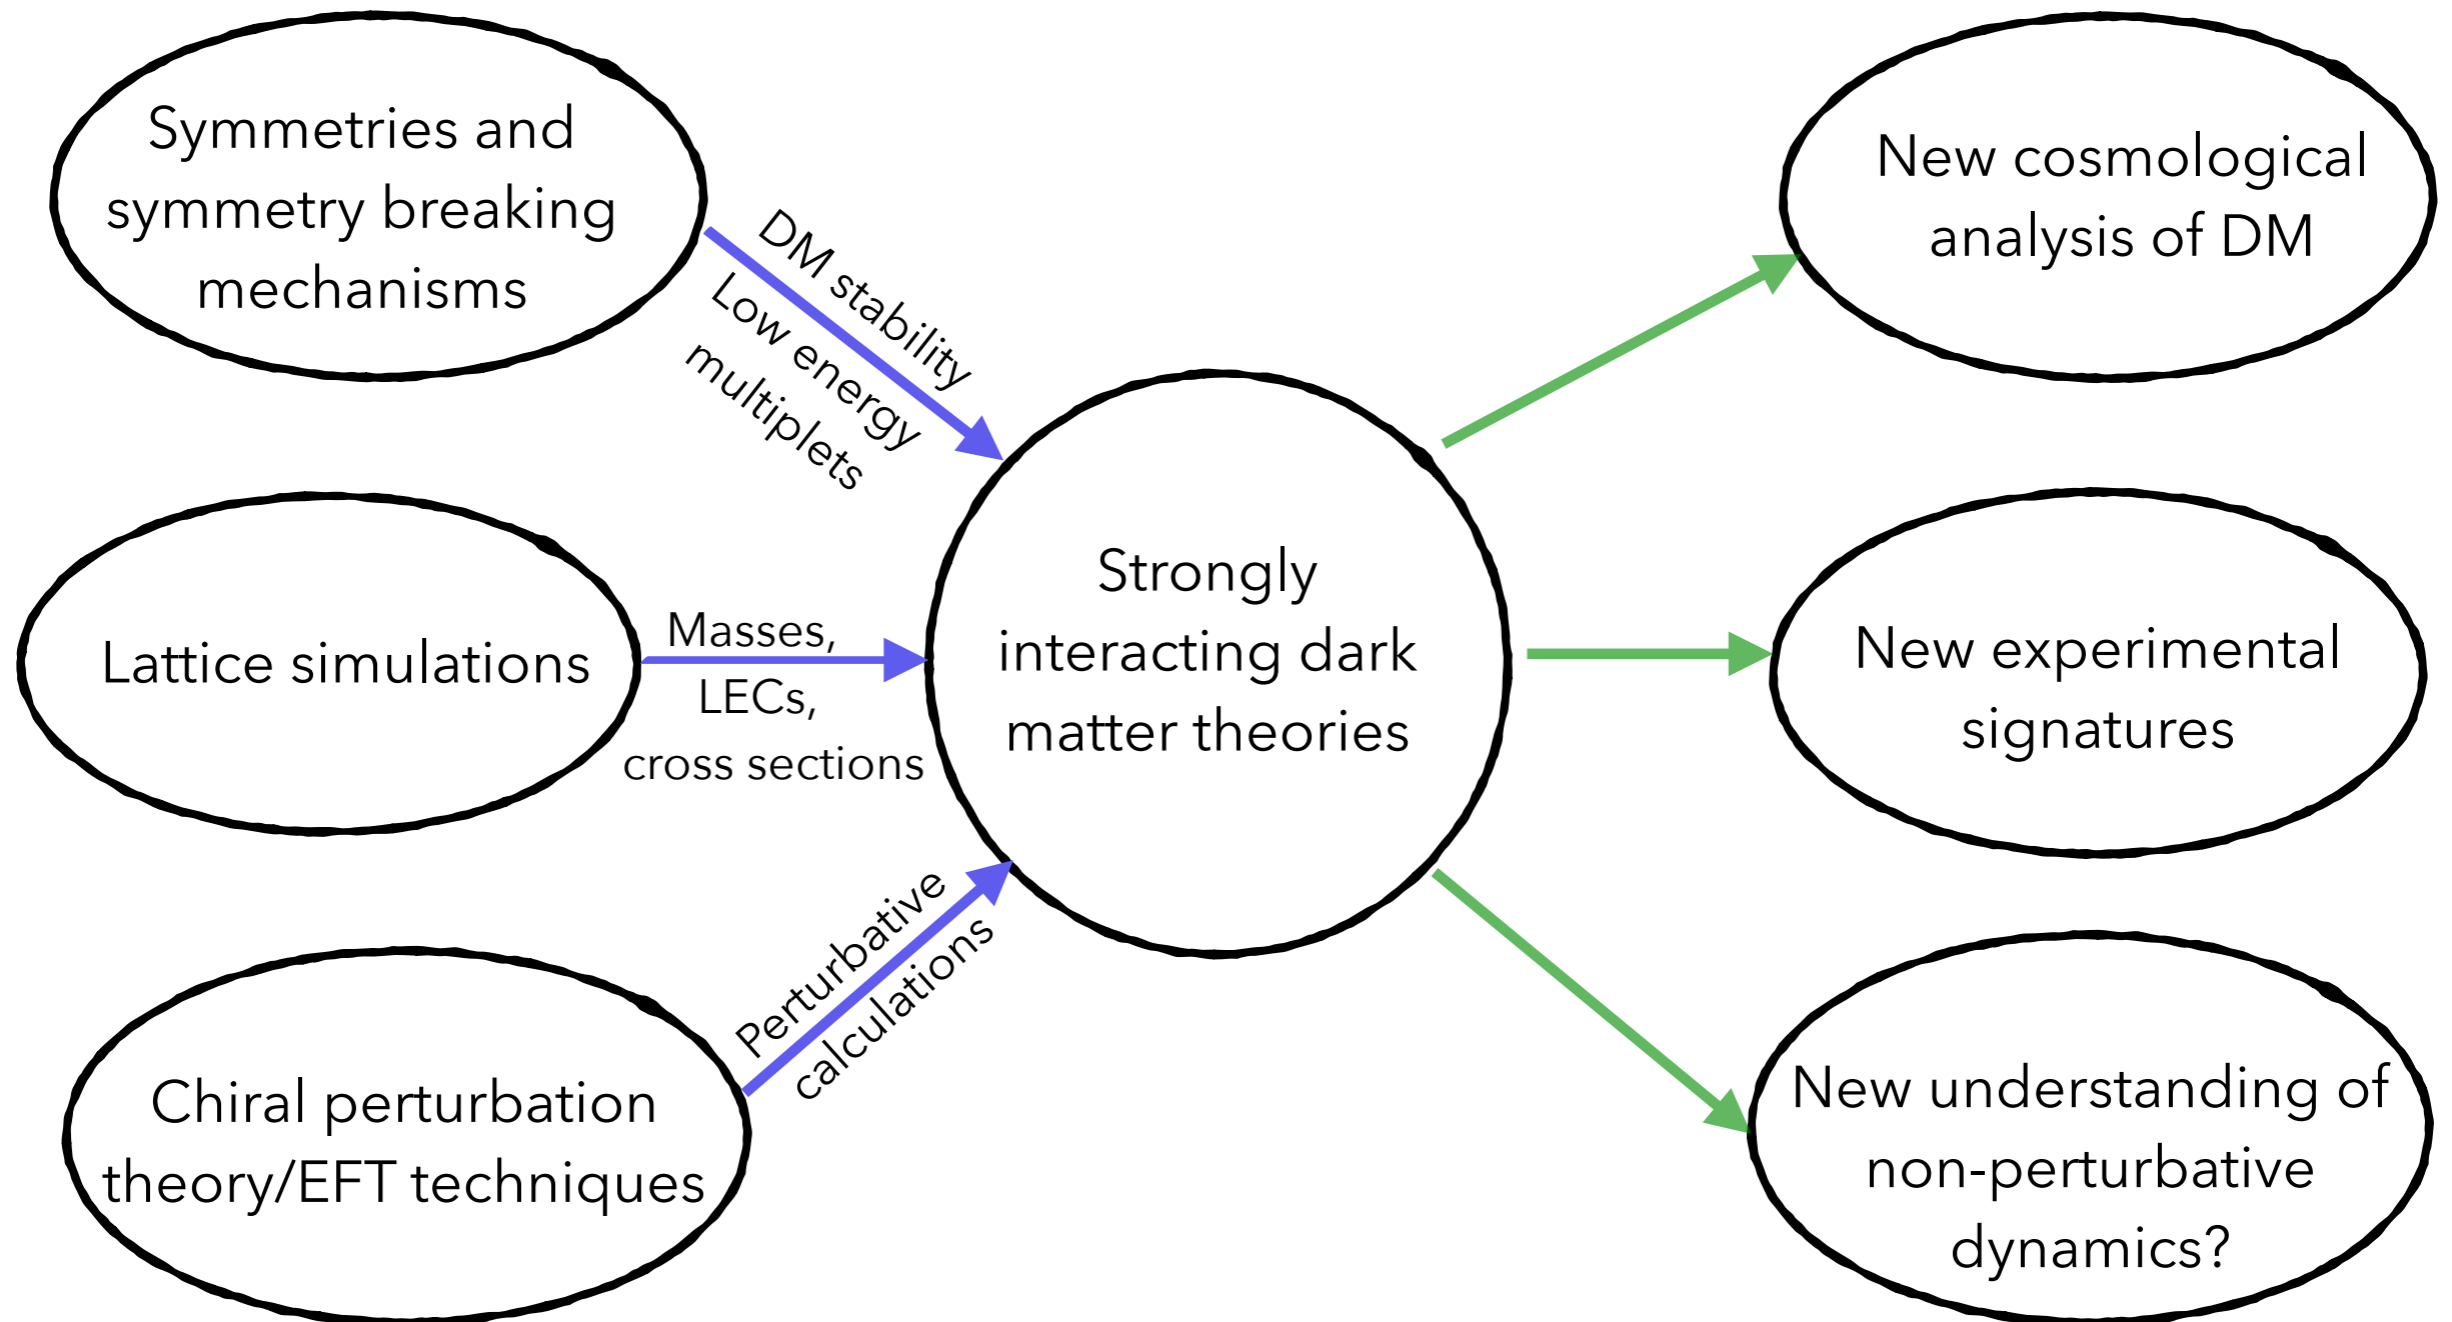 Symmetries and
symmetry breaking
mechanisms
DM stability
Low energy
multiplets
Lattice simulations
Masses,
LECs,
cross sections
Chiral perturbation
theory/EFT techniques
Perturbative
calculations
Strongly
interacting dark
matter theories
New cosmological
analysis of DM
New experimental
signatures
New understanding of
non-perturbative
dynamics?